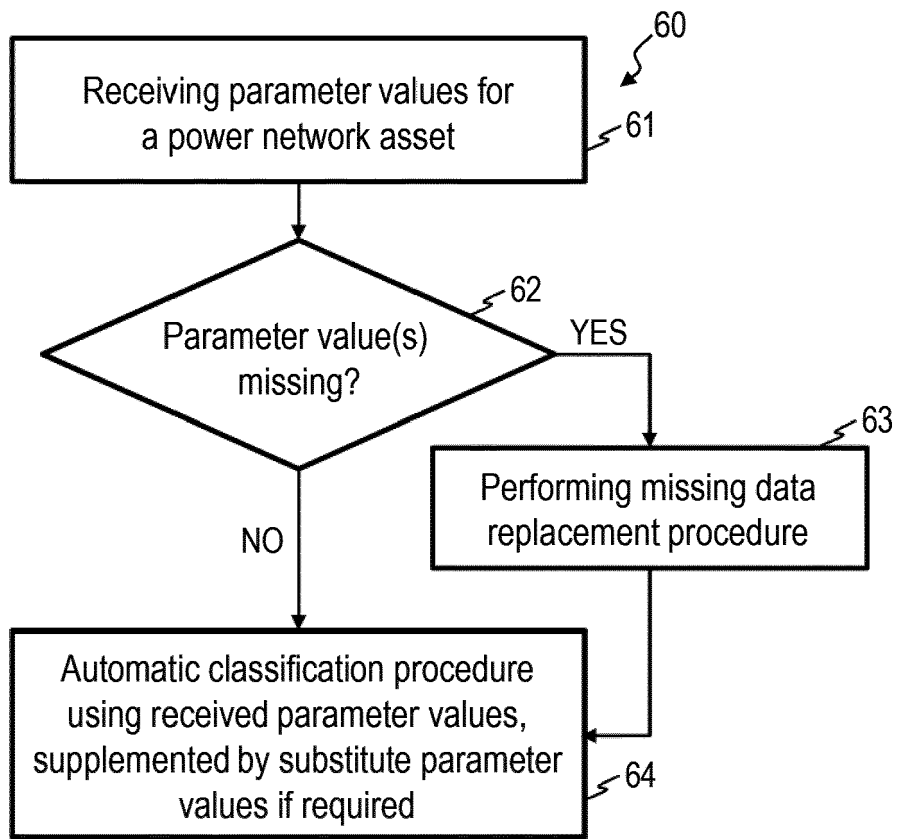 60
Receiving parameter values for
a power network asset
61
62
Parameter value(s)
missing?
YES
63
Performing missing data
replacement procedure
NO
Automatic classification procedure
using received parameter values,
supplemented by substitute parameter
values if required
64